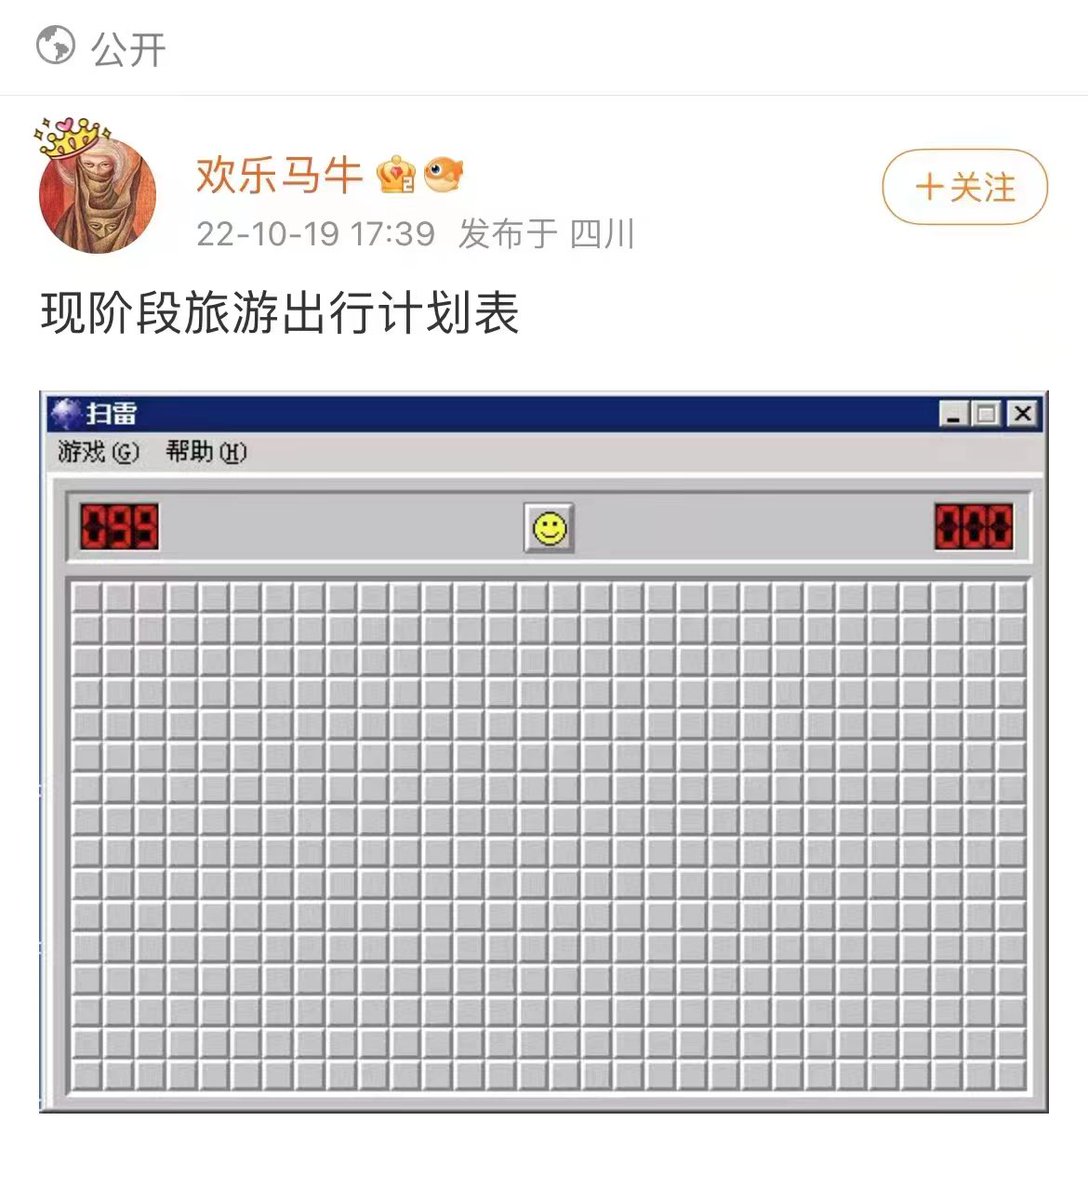 公开
欢乐马牛
+关注
22-10-19 17:39 发布于 四川
现阶段旅游出行计划表
扫雷
游戏(G) 帮助(H)
099 000